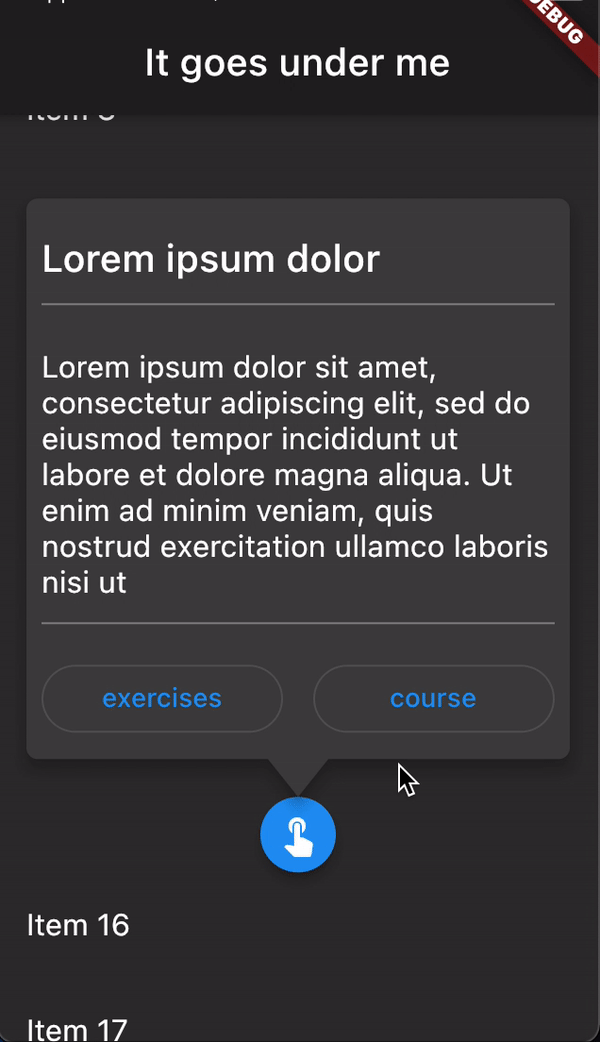 DEBUG
It goes under me
Lorem ipsum dolor
Lorem ipsum dolor sit amet,
consectetur adipiscing elit, sed do
eiusmod tempor incididunt ut
labore et dolore magna aliqua. Ut
enim ad minim veniam, quis
nostrud exercitation ullamco laboris
nisi ut
exercises
course
Item 16
Item 17